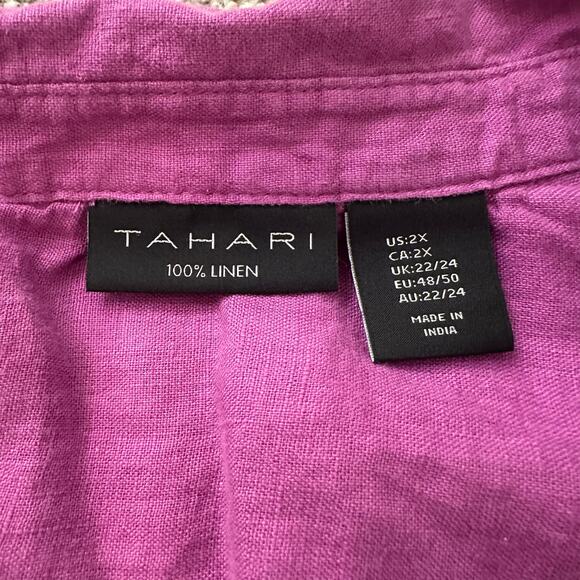 TAHARI
100% LINEN
US:2X
CA:2X
UK:22/24
EU:48/50
AU:22/24
MADE IN
INDIA